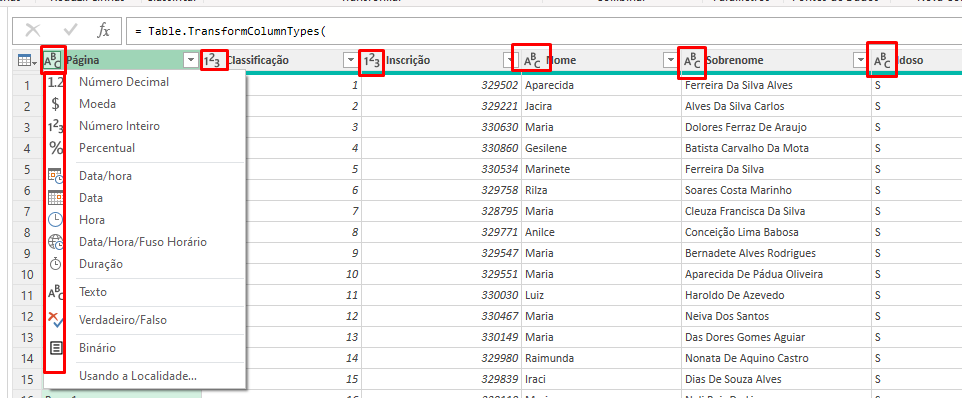 fx = Table.TransformColumnTypes(
ABC Página 123 Classificação 123 Inscrição ABC Nome ABC Sobrenome ABC Idoso
1 1 329502 Aparecida Ferreira Da Silva Alves S
2 2 329221 Jacira Alves Da Silva Carlos S
3 3 330630 Maria Dolores Ferraz De Araujo S
4 4 330860 Gesilene Batista Carvalho Da Mota S
5 5 330534 Marinete Ferreira Da Silva S
6 6 329758 Rilza Soares Costa Marinho S
7 7 328795 Maria Cleuza Francisca Da Silva S
8 8 329771 Anilce Conceição Lima Babosa S
9 9 329547 Maria Bernadete Alves Rodrigues S
10 10 329551 Maria Aparecida De Pádua Oliveira S
11 11 330030 Luiz Haroldo De Azevedo S
12 12 330467 Maria Neiva Dos Santos S
13 13 330149 Maria Das Dores Gomes Aguiar S
14 14 329980 Raimunda Nonata De Aquino Castro S
15 15 329839 Iraci Dias De Souza Alves S
1.2 Número Decimal
$ Moeda
123 Número Inteiro
% Percentual
Data/hora
Data
Hora
Data/Hora/Fuso Horário
Duração
ABC Texto
Verdadeiro/Falso
Binário
Usando a Localidade...